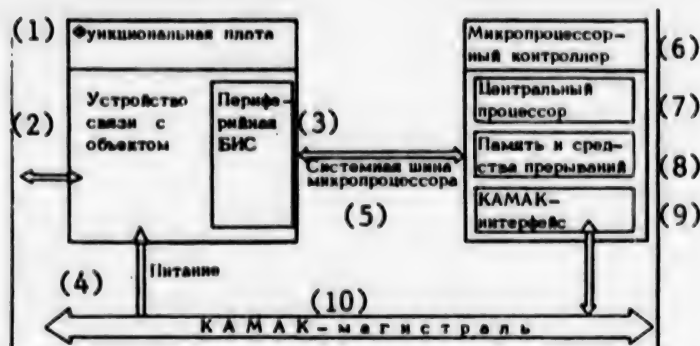 (1) Функциональная плата
Микропроцессор-
ный контроллер (6)
(2) Устройство
связи с
объектом
Перифе-
рийная
БИС (3)
Системная шина
микропроцессора
(5)
Центральный
процессор (7)
Память и сред-
ства прерываний (8)
КАМАК-
интерфейс (9)
(4) Питание
(10)
КАМАК-магистраль